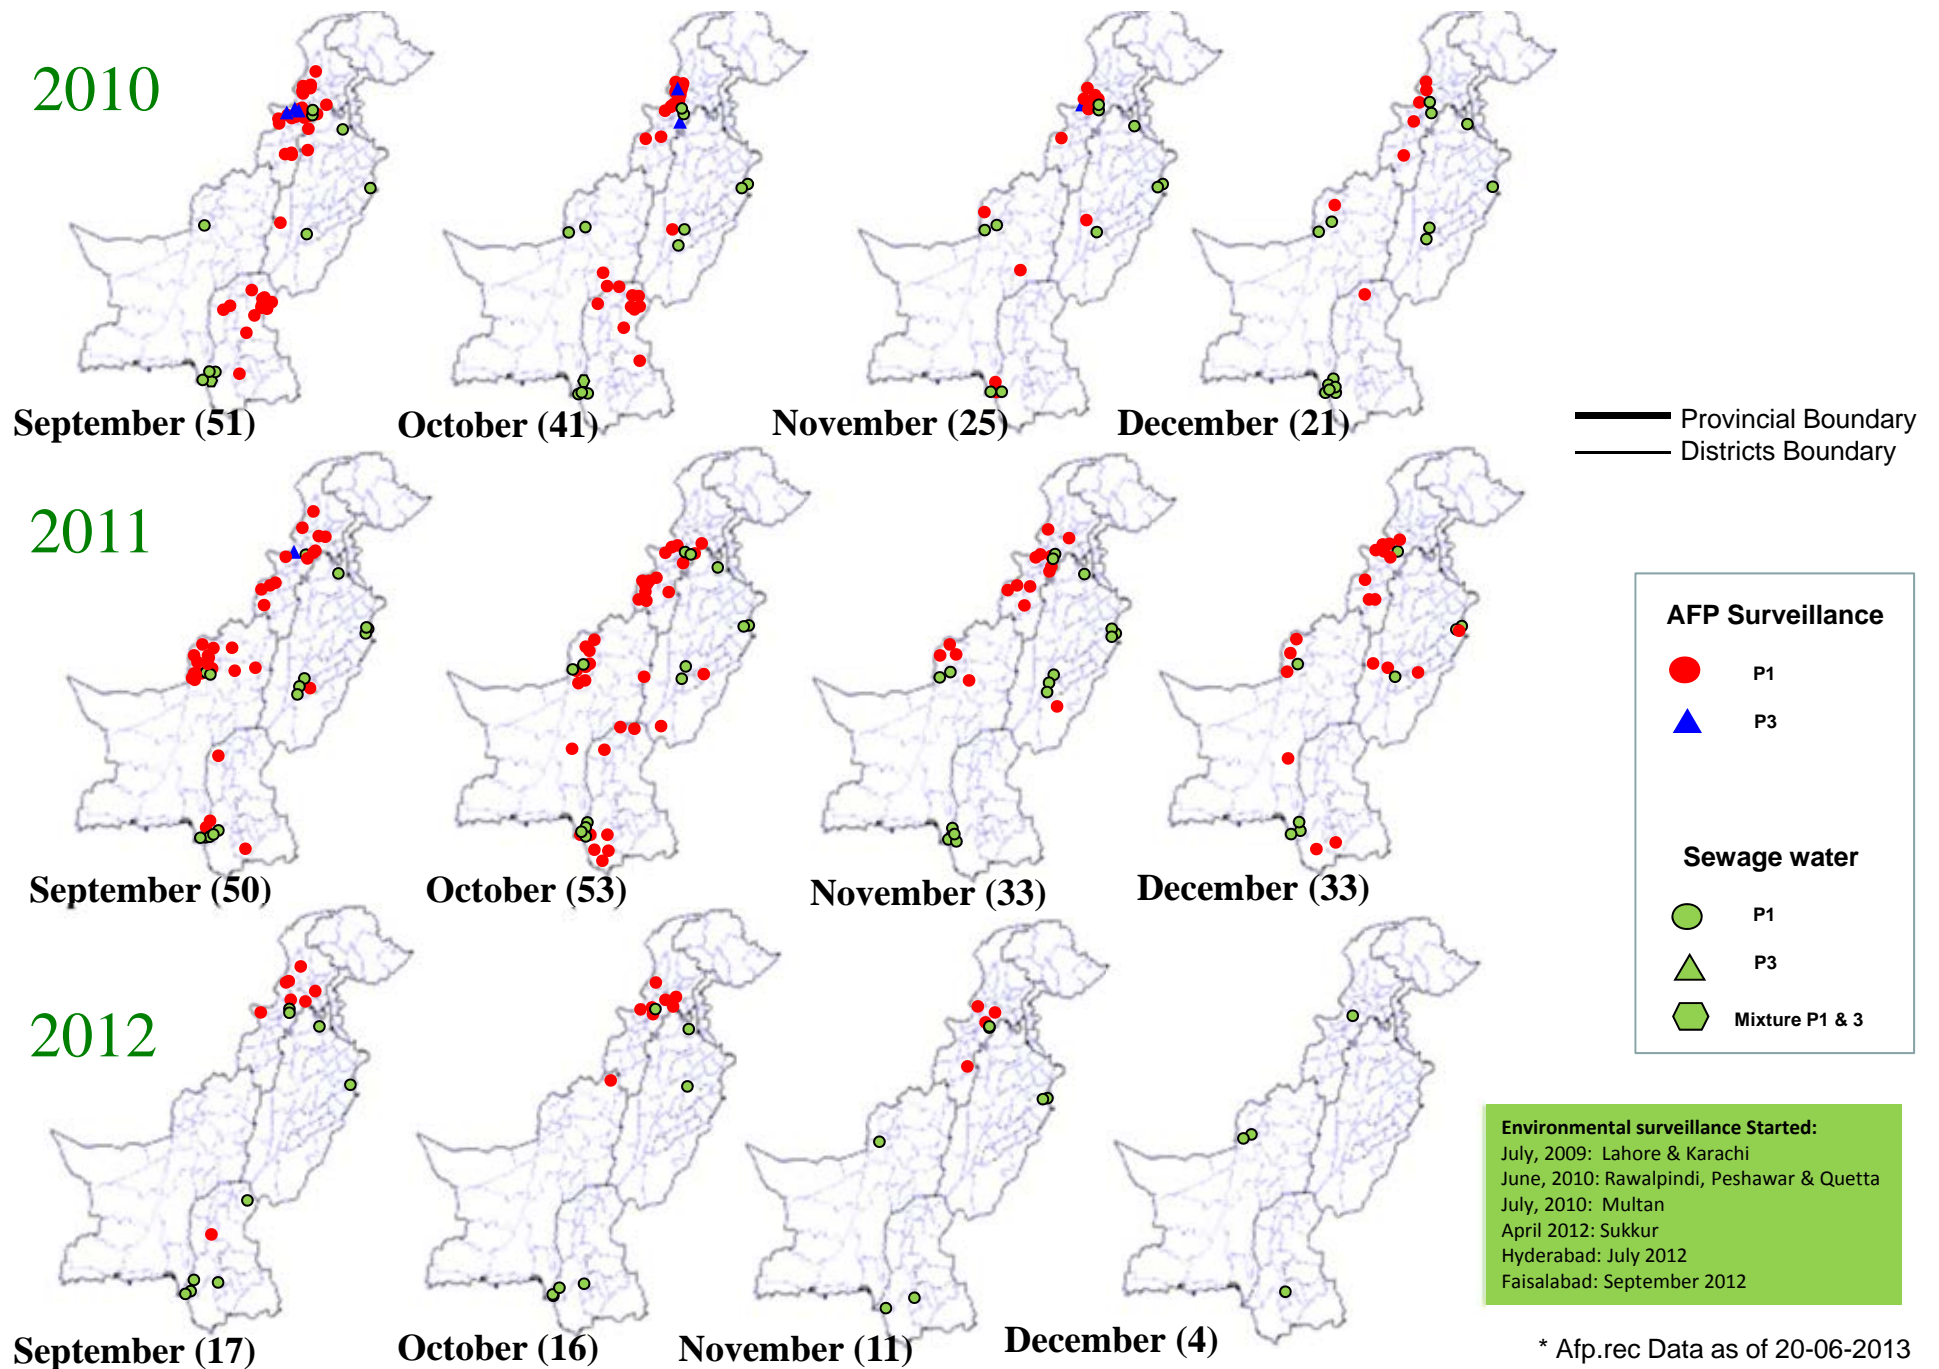 2010
September (51)
October (41)
November (25)
December (21)
Provincial Boundary
Districts Boundary
2011
September (50)
October (53)
November (33)
December (33)
AFP Surveillance
P1
P3
Sewage water
P1
P3
Mixture P1 & 3
2012
September (17)
October (16)
November (11)
December (4)
Environmental surveillance Started:
July, 2009: Lahore & Karachi
June, 2010: Rawalpindi, Peshawar & Quetta
July, 2010: Multan
April 2012: Sukkur
Hyderabad: July 2012
Faisalabad: September 2012
* Afp.rec Data as of 20-06-2013